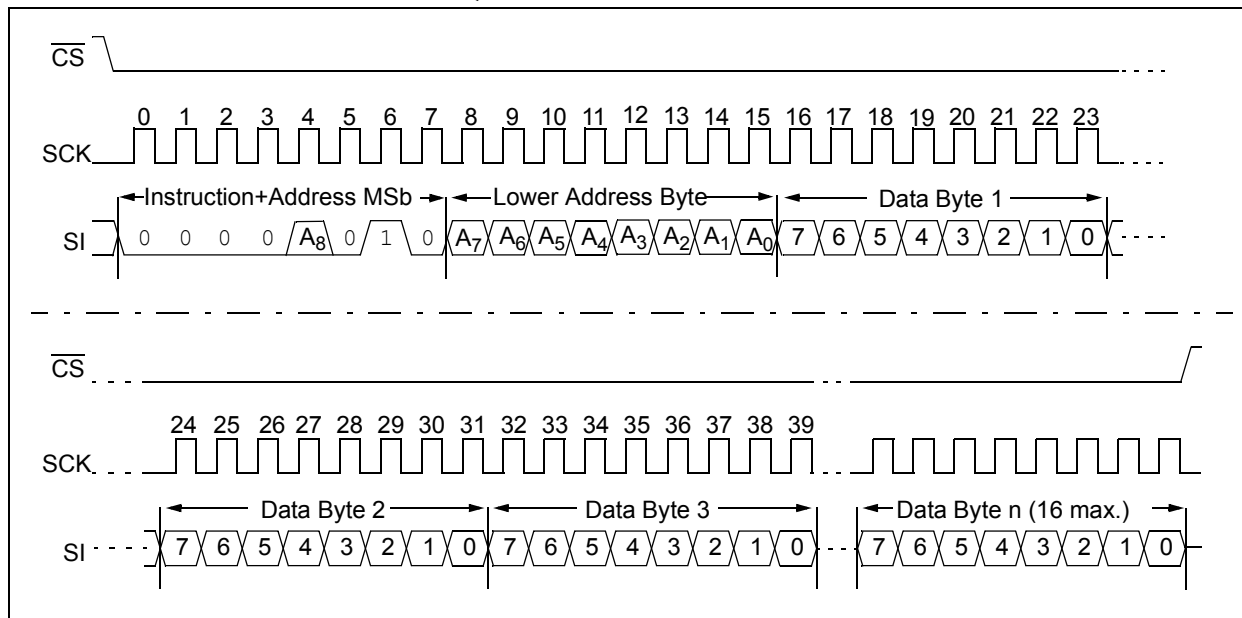 CS
0 1 2 3 4 5 6 7 8 9 10 11 12 13 14 15 16 17 18 19 20 21 22 23
SCK
Instruction+Address MSb Lower Address Byte Data Byte 1
SI 0 0 0 0 A8 0 1 0 A7 A6 A5 A4 A3 A2 A1 A0 7 6 5 4 3 2 1 0
CS
24 25 26 27 28 29 30 31 32 33 34 35 36 37 38 39
SCK
Data Byte 2 Data Byte 3 Data Byte n (16 max.)
SI 7 6 5 4 3 2 1 0 7 6 5 4 3 2 1 0 7 6 5 4 3 2 1 0